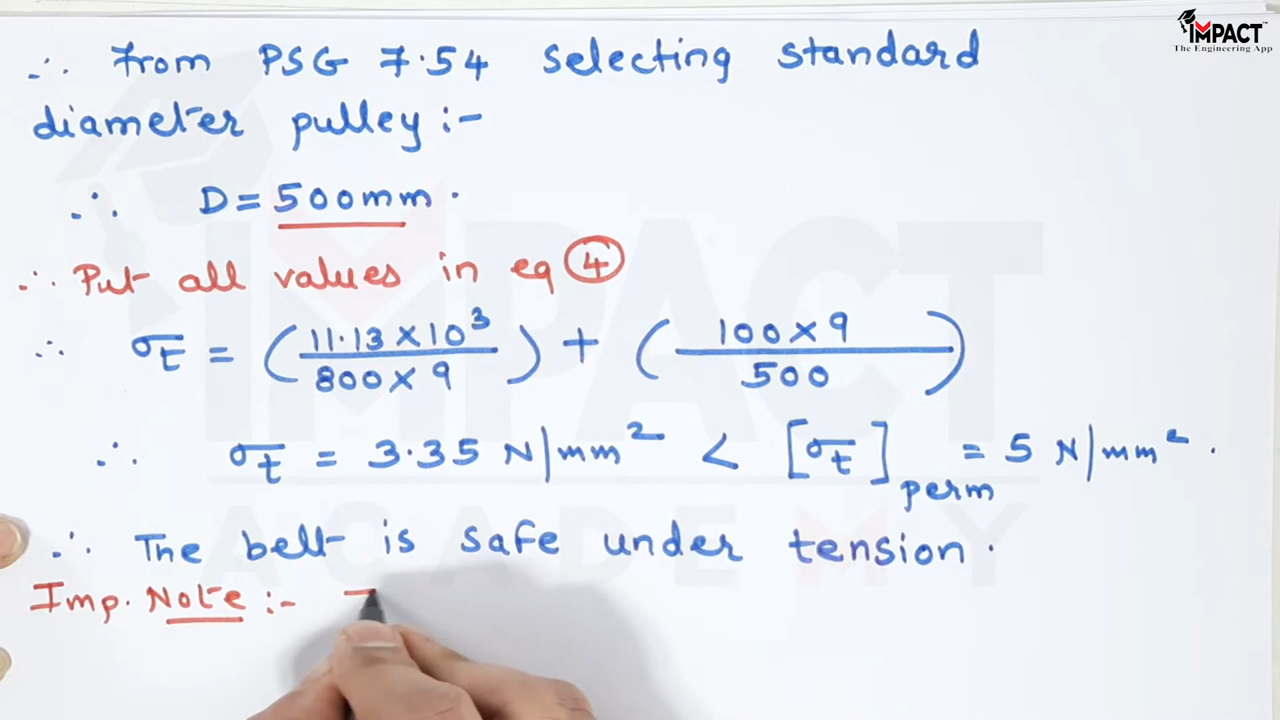 IMPACT™
The Engineering App
∴ From PSG 7.54 selecting standard
diameter pulley :-
∴ D = 500mm.
∴ Put all values in eq ④
∴ σt = (11.13 × 10³ / 800 × 9) + (100 × 9 / 500)
∴ σt = 3.35 N/mm² < [σt]perm = 5 N/mm².
∴ The belt is safe under tension.
Imp. Note :-
IMPACT
ACADEMY